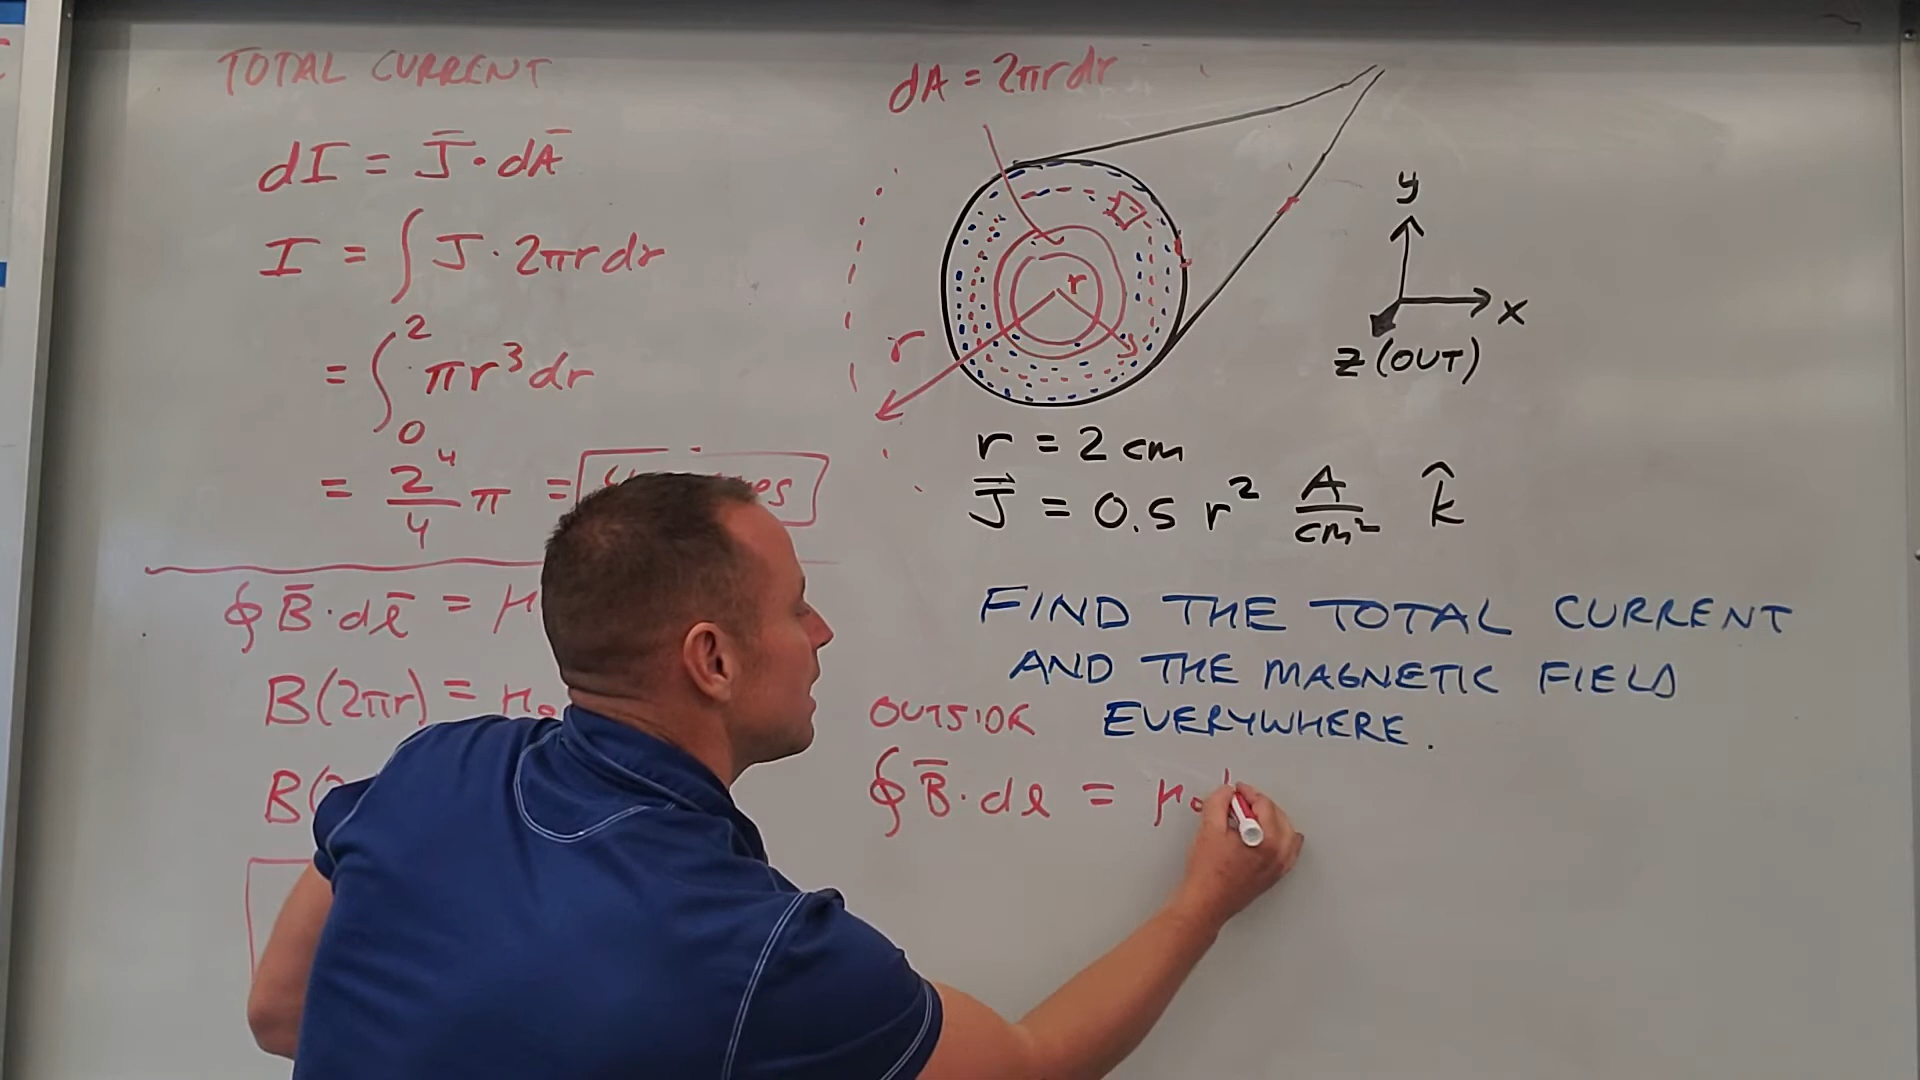 TOTAL CURRENT
dI = J̄ · dĀ
I = ∫ J · 2πr dr
= ∫₀² πr³ dr
= 2⁴/4 π =
∮ B̄ · dℓ̄ = μ
B(2πr) = μ₀
B(
dA = 2πr dr
r
r
y
x
z (OUT)
r = 2 cm
J⃗ = 0.5 r² A/cm² k̂
FIND THE TOTAL CURRENT
AND THE MAGNETIC FIELD
EVERYWHERE.
OUTSIDE
∮ B̄ · dℓ = μ₀